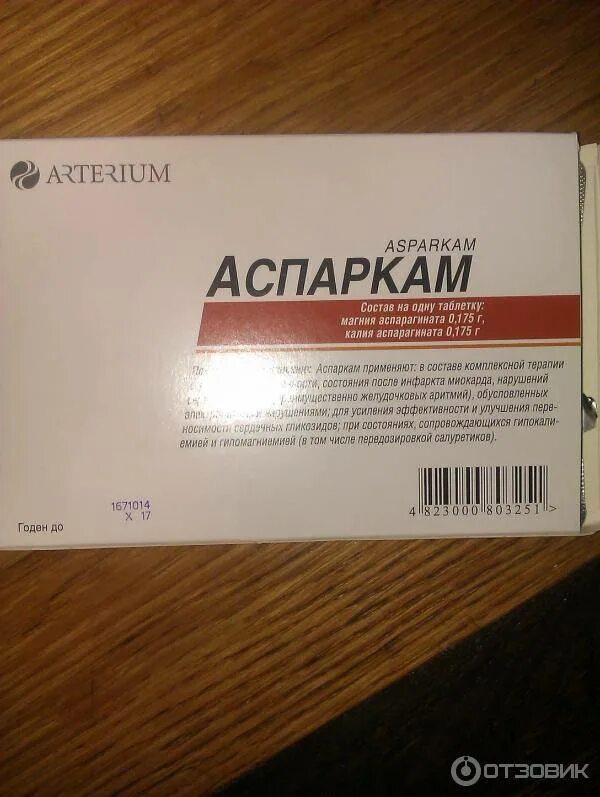 ARTERIUM
ASPARKAM
АСПАРКАМ
Состав на одну таблетку:
магния аспарагината 0,175 г,
калия аспарагината 0,175 г
Аспаркам применяют: в составе комплексной терапии
состояния после инфаркта миокарда, нарушений
преимущественно желудочковых аритмий), обусловленных
нарушениями; для усиления эффективности и улучшения пере-
носимости сердечных гликозидов; при состояниях, сопровождающихся гипокали-
емией и гипомагниемией (в том числе передозировкой салуретиков).
1671014
X 17
Годен до
4 823000 803251 >
ОТЗОВИК